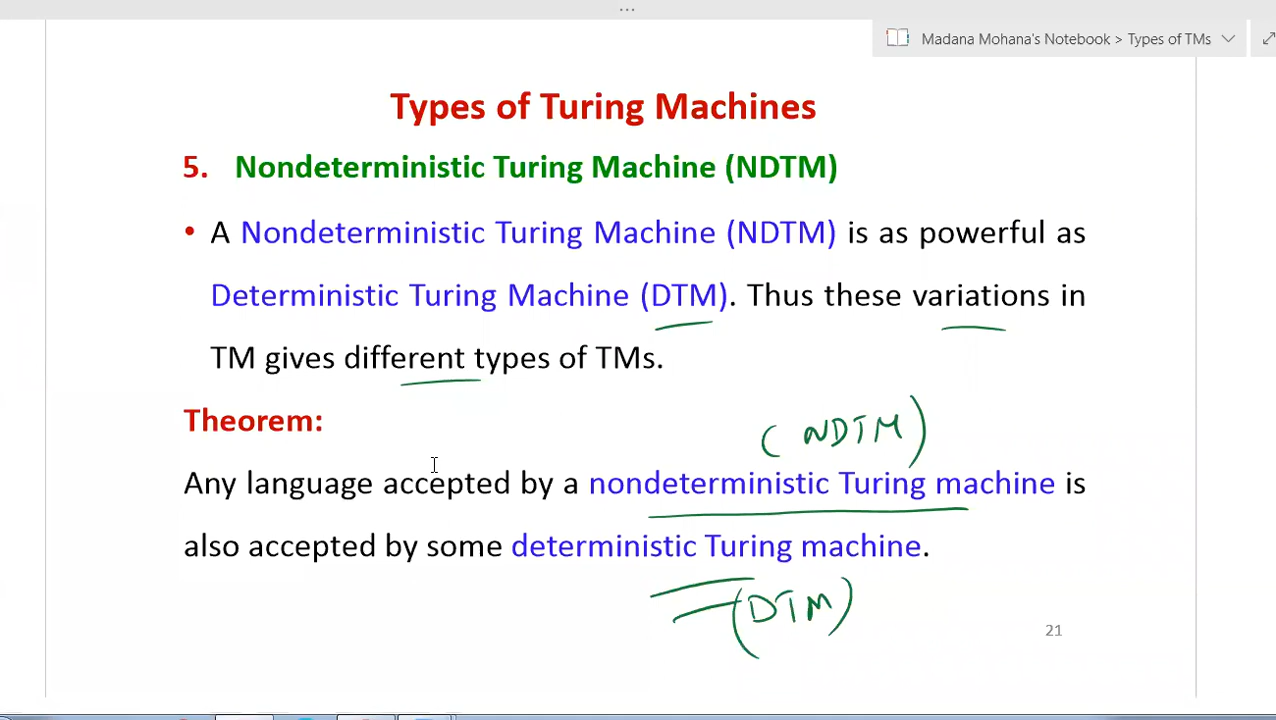 ...
Madana Mohana's Notebook > Types of TMs
Types of Turing Machines
5. Nondeterministic Turing Machine (NDTM)
• A Nondeterministic Turing Machine (NDTM) is as powerful as
Deterministic Turing Machine (DTM). Thus these variations in
TM gives different types of TMs.
Theorem:
(NDTM)
Any language accepted by a nondeterministic Turing machine is
also accepted by some deterministic Turing machine.
(DTM)
21